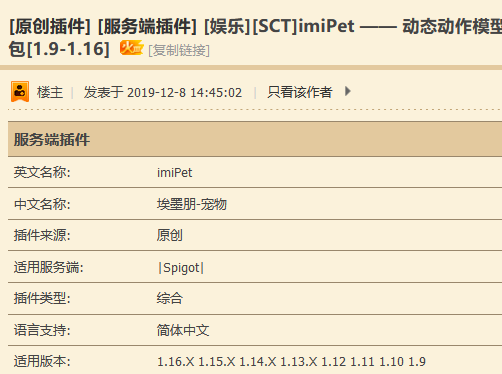 [原创插件] [服务端插件] [娱乐][SCT]imiPet —— 动态动作模型
包[1.9-1.16] 火 [复制链接]
楼主 | 发表于 2019-12-8 14:45:02 | 只看该作者
服务端插件
英文名称: imiPet
中文名称: 埃墨朋-宠物
插件来源: 原创
适用服务端: |Spigot|
插件类型: 综合
语言支持: 简体中文
适用版本: 1.16.X 1.15.X 1.14.X 1.13.X 1.12 1.11 1.10 1.9